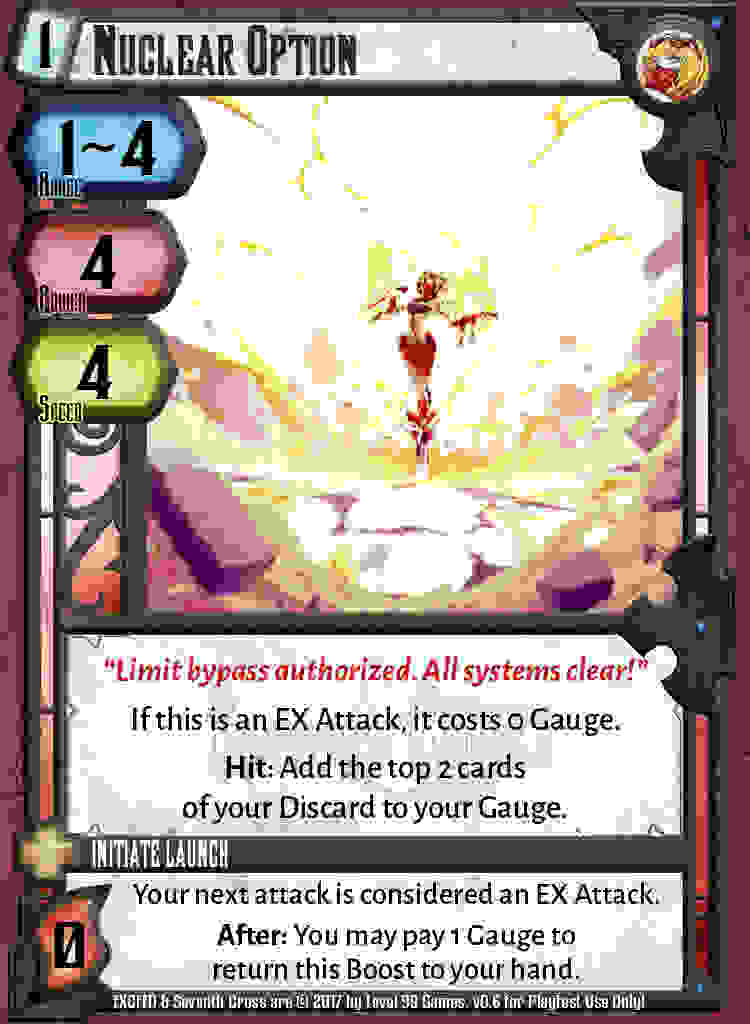 1 Nuclear Option
1~4
Range
4
Power
4
Speed
"Limit bypass authorized. All systems clear!"
If this is an EX Attack, it costs 0 Gauge.
Hit: Add the top 2 cards
of your Discard to your Gauge.
+ INITIATE LAUNCH
Your next attack is considered an EX Attack.
0
After: You may pay 1 Gauge to
return this Boost to your hand.
EXCEED & Seventh Cross are © 2017 by Level 99 Games. v0.6 for Playtest Use Only!